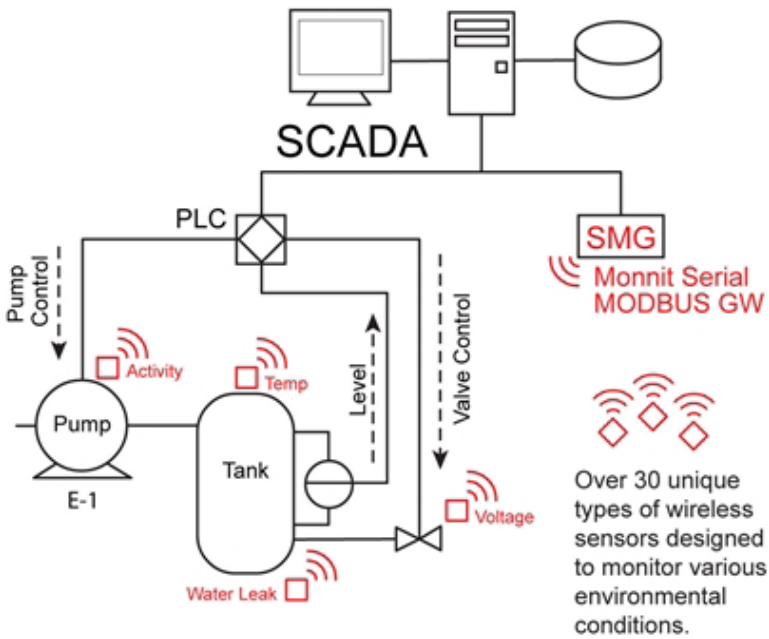 SCADA
PLC
SMG
Monnit Serial
MODBUS GW
Pump
Control
Activity
Temp
Level
Valve Control
Pump
E-1
Tank
Voltage
Water Leak
Over 30 unique
types of wireless
sensors designed
to monitor various
environmental
conditions.